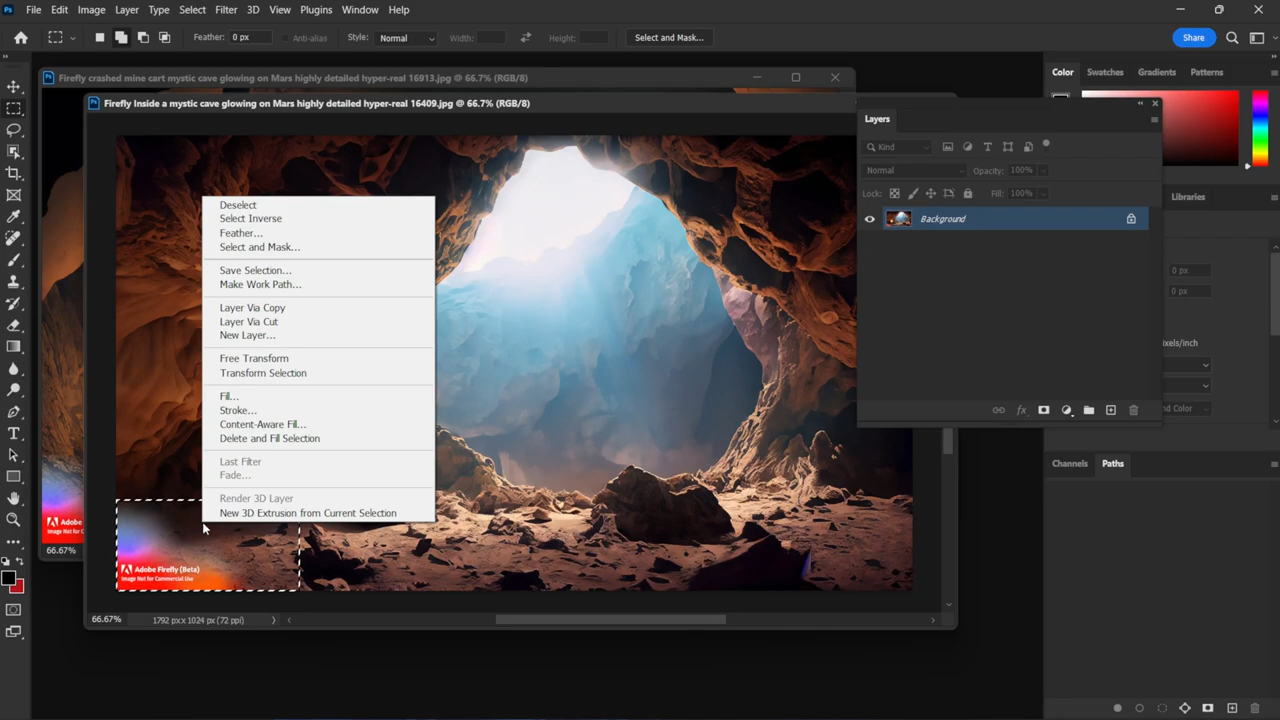 File Edit Image Layer Type Select Filter 3D View Plugins Window Help
Feather: 0 px Anti-alias Style: Normal Width: Height: Select and Mask... Share
Firefly crashed mine cart mystic cave glowing on Mars highly detailed hyper-real 16913.jpg @ 66.7% (RGB/8)
Firefly Inside a mystic cave glowing on Mars highly detailed hyper-real 16409.jpg @ 66.7% (RGB/8)
Deselect
Select Inverse
Feather...
Select and Mask...
Save Selection...
Make Work Path...
Layer Via Copy
Layer Via Cut
New Layer...
Free Transform
Transform Selection
Fill...
Stroke...
Content-Aware Fill...
Delete and Fill Selection
Last Filter
Fade...
Render 3D Layer
New 3D Extrusion from Current Selection
Adobe Firefly (Beta)
Image Not for Commercial Use
Adobe
Image Not for C
66.67%
66.67% 1792 px x 1024 px (72 ppi)
Color Swatches Gradients Patterns
Layers
Kind
Normal Opacity: 100%
Lock: Fill: 100%
Background
fx
Libraries
0 px
0 px
ixels/inch
nd Color
Channels Paths